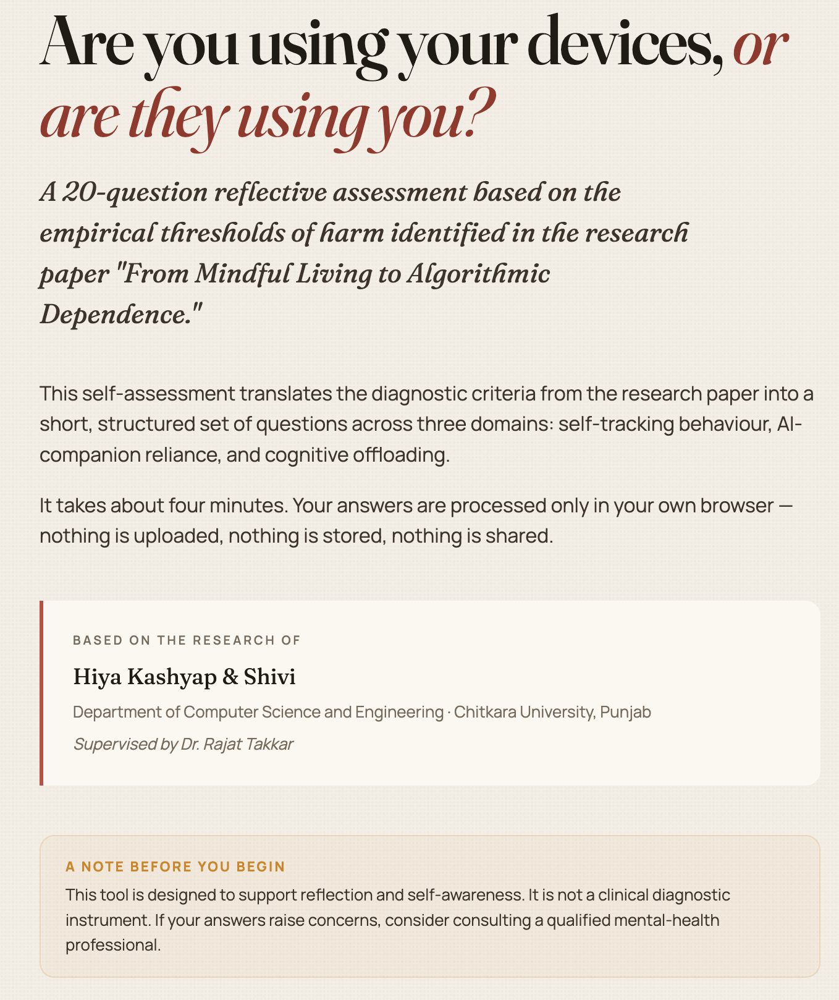 Are you using your devices, or
are they using you?
A 20-question reflective assessment based on the
empirical thresholds of harm identified in the research
paper "From Mindful Living to Algorithmic
Dependence."
This self-assessment translates the diagnostic criteria from the research paper into a
short, structured set of questions across three domains: self-tracking behaviour, AI-
companion reliance, and cognitive offloading.
It takes about four minutes. Your answers are processed only in your own browser —
nothing is uploaded, nothing is stored, nothing is shared.
BASED ON THE RESEARCH OF
Hiya Kashyap & Shivi
Department of Computer Science and Engineering · Chitkara University, Punjab
Supervised by Dr. Rajat Takkar
A NOTE BEFORE YOU BEGIN
This tool is designed to support reflection and self-awareness. It is not a clinical diagnostic
instrument. If your answers raise concerns, consider consulting a qualified mental-health
professional.